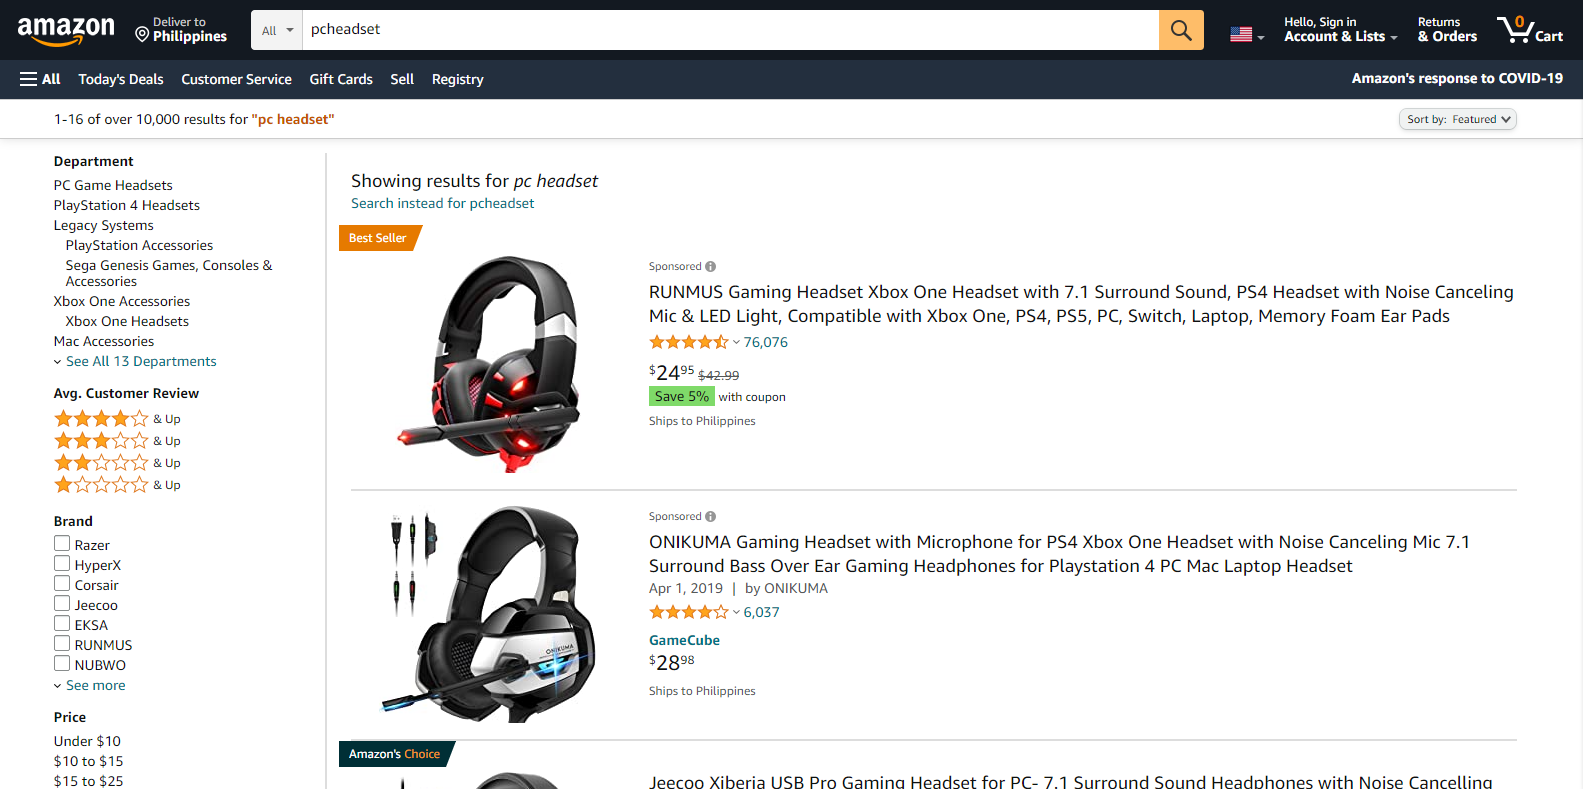 amazon
Deliver to
Philippines
All
pcheadset
Hello, Sign in
Account & Lists
Returns
& Orders
0
Cart
All
Today's Deals
Customer Service
Gift Cards
Sell
Registry
Amazon's response to COVID-19
1-16 of over 10,000 results for "pc headset"
Sort by: Featured
Department
PC Game Headsets
PlayStation 4 Headsets
Legacy Systems
PlayStation Accessories
Sega Genesis Games, Consoles &
Accessories
Xbox One Accessories
Xbox One Headsets
Mac Accessories
See All 13 Departments
Avg. Customer Review
& Up
& Up
& Up
& Up
Brand
Razer
HyperX
Corsair
Jeecoo
EKSA
RUNMUS
NUBWO
See more
Price
Under $10
$10 to $15
$15 to $25
Showing results for pc headset
Search instead for pcheadset
Best Seller
Sponsored
RUNMUS Gaming Headset Xbox One Headset with 7.1 Surround Sound, PS4 Headset with Noise Canceling
Mic & LED Light, Compatible with Xbox One, PS4, PS5, PC, Switch, Laptop, Memory Foam Ear Pads
76,076
$2495 $42.99
Save 5% with coupon
Ships to Philippines
ONIKUMA
Sponsored
ONIKUMA Gaming Headset with Microphone for PS4 Xbox One Headset with Noise Canceling Mic 7.1
Surround Bass Over Ear Gaming Headphones for Playstation 4 PC Mac Laptop Headset
Apr 1, 2019 | by ONIKUMA
6,037
GameCube
$2898
Ships to Philippines
Amazon's Choice
Jeecoo Xiberia USB Pro Gaming Headset for PC- 7.1 Surround Sound Headphones with Noise Cancelling